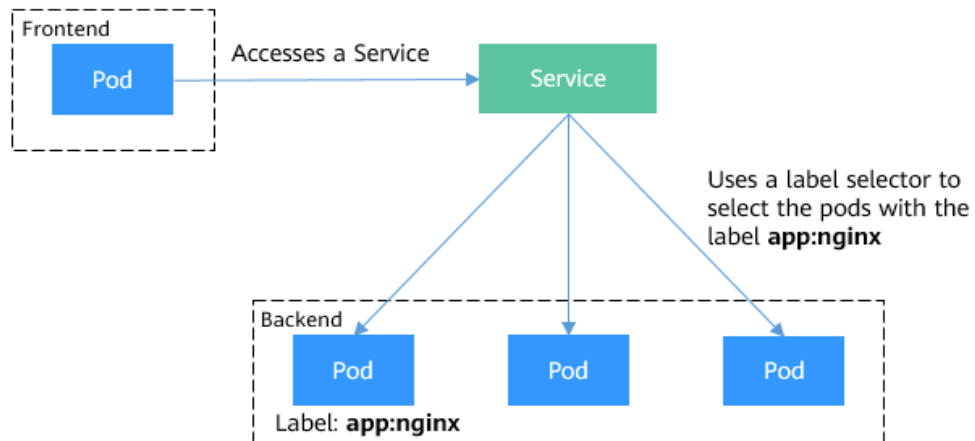 Frontend
Pod
Accesses a Service
Service
Uses a label selector to
select the pods with the
label app:nginx
Backend
Pod
Pod
Pod
Label: app:nginx